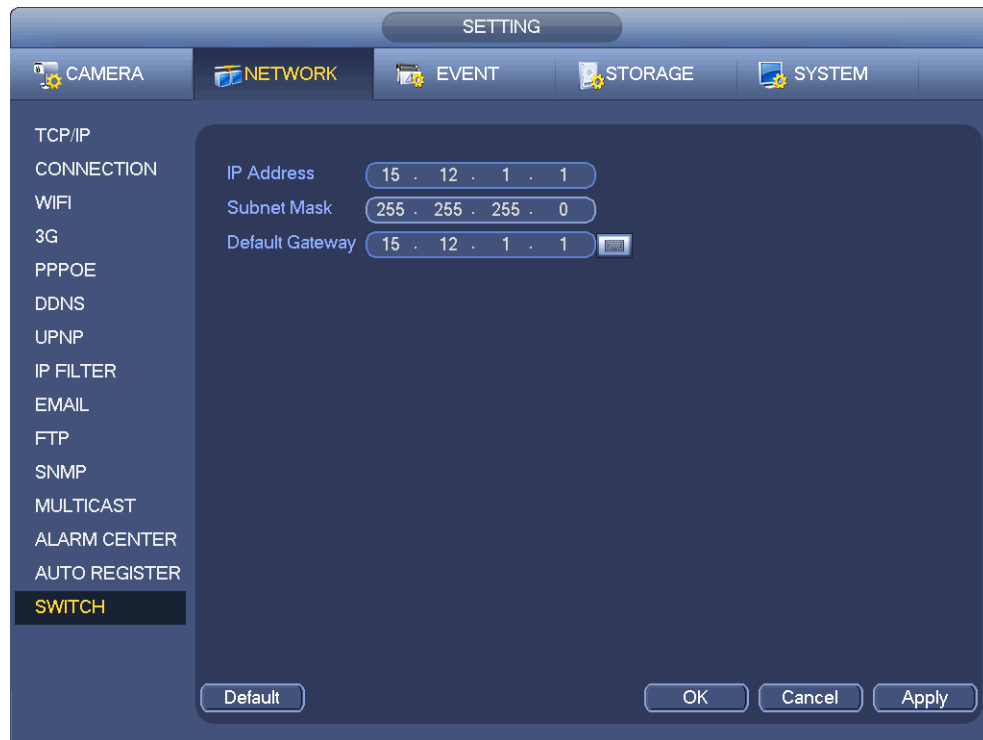 SETTING
CAMERA NETWORK EVENT STORAGE SYSTEM
TCP/IP
CONNECTION
WIFI
3G
PPPOE
DDNS
UPNP
IP FILTER
EMAIL
FTP
SNMP
MULTICAST
ALARM CENTER
AUTO REGISTER
SWITCH
IP Address 15 . 12 . 1 . 1
Subnet Mask 255 . 255 . 255 . 0
Default Gateway 15 . 12 . 1 . 1
Default OK Cancel Apply